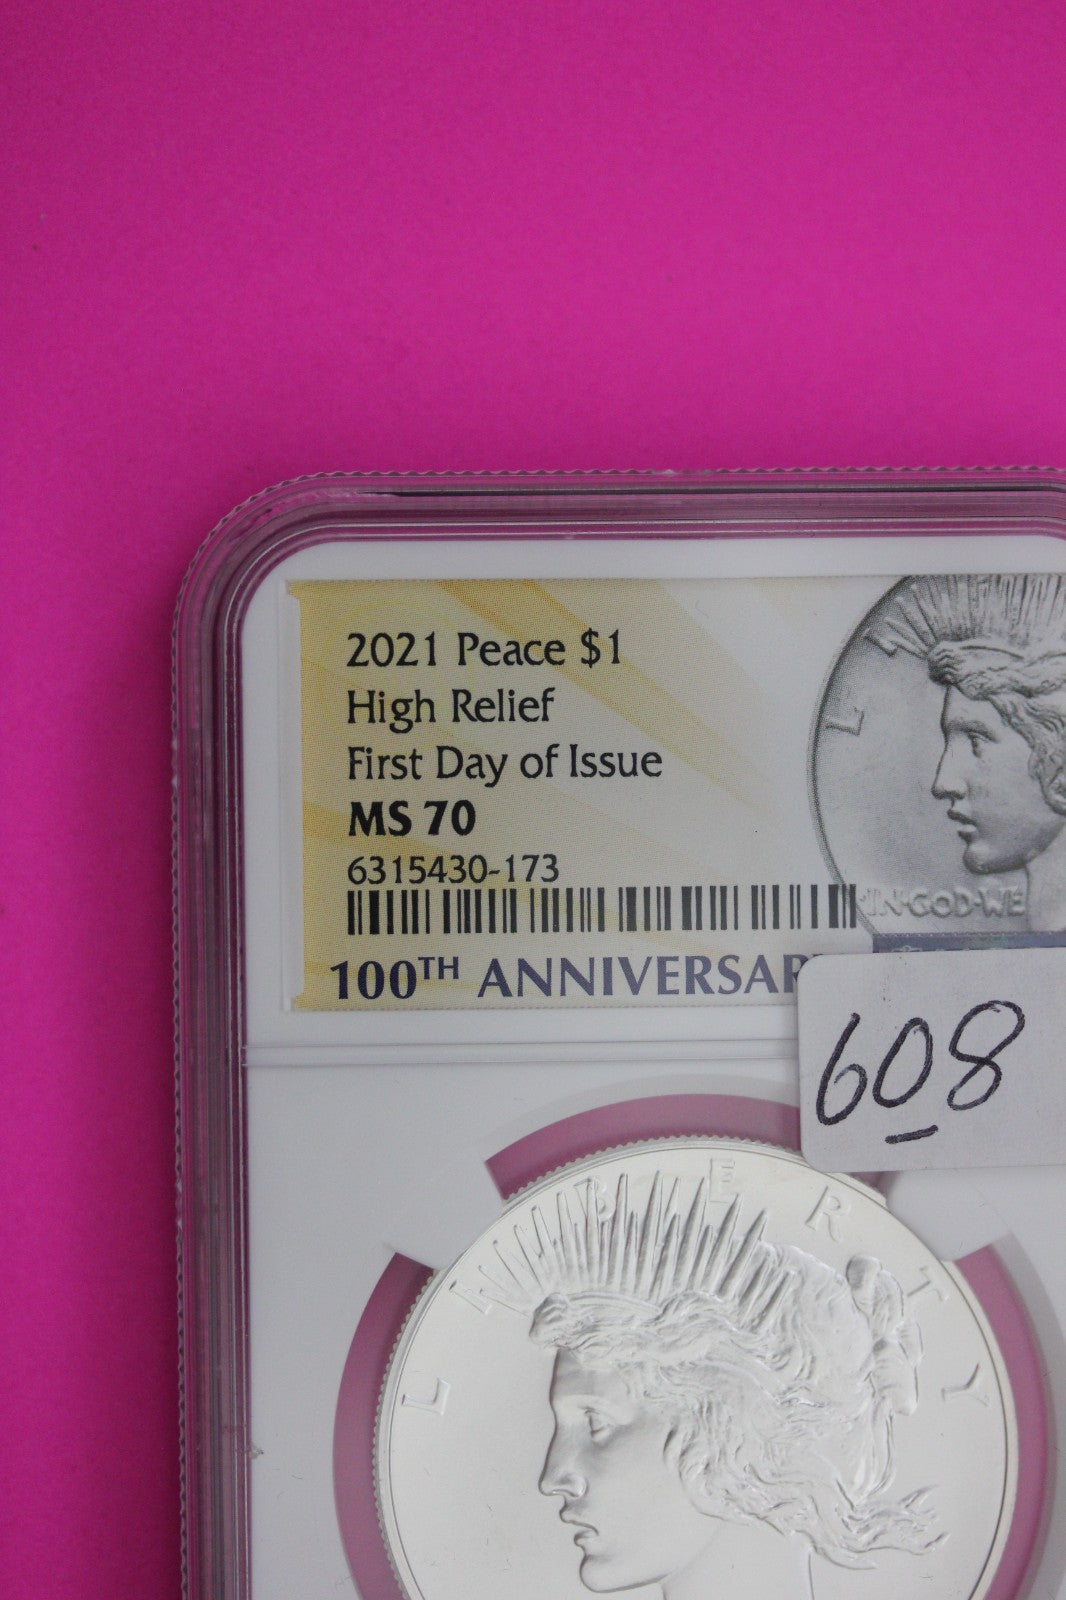 2021 Peace $1
High Relief
First Day of Issue
MS 70
6315430-173
L
IN·GOD·WE
100TH ANNIVERSAR
608
LIBERTY